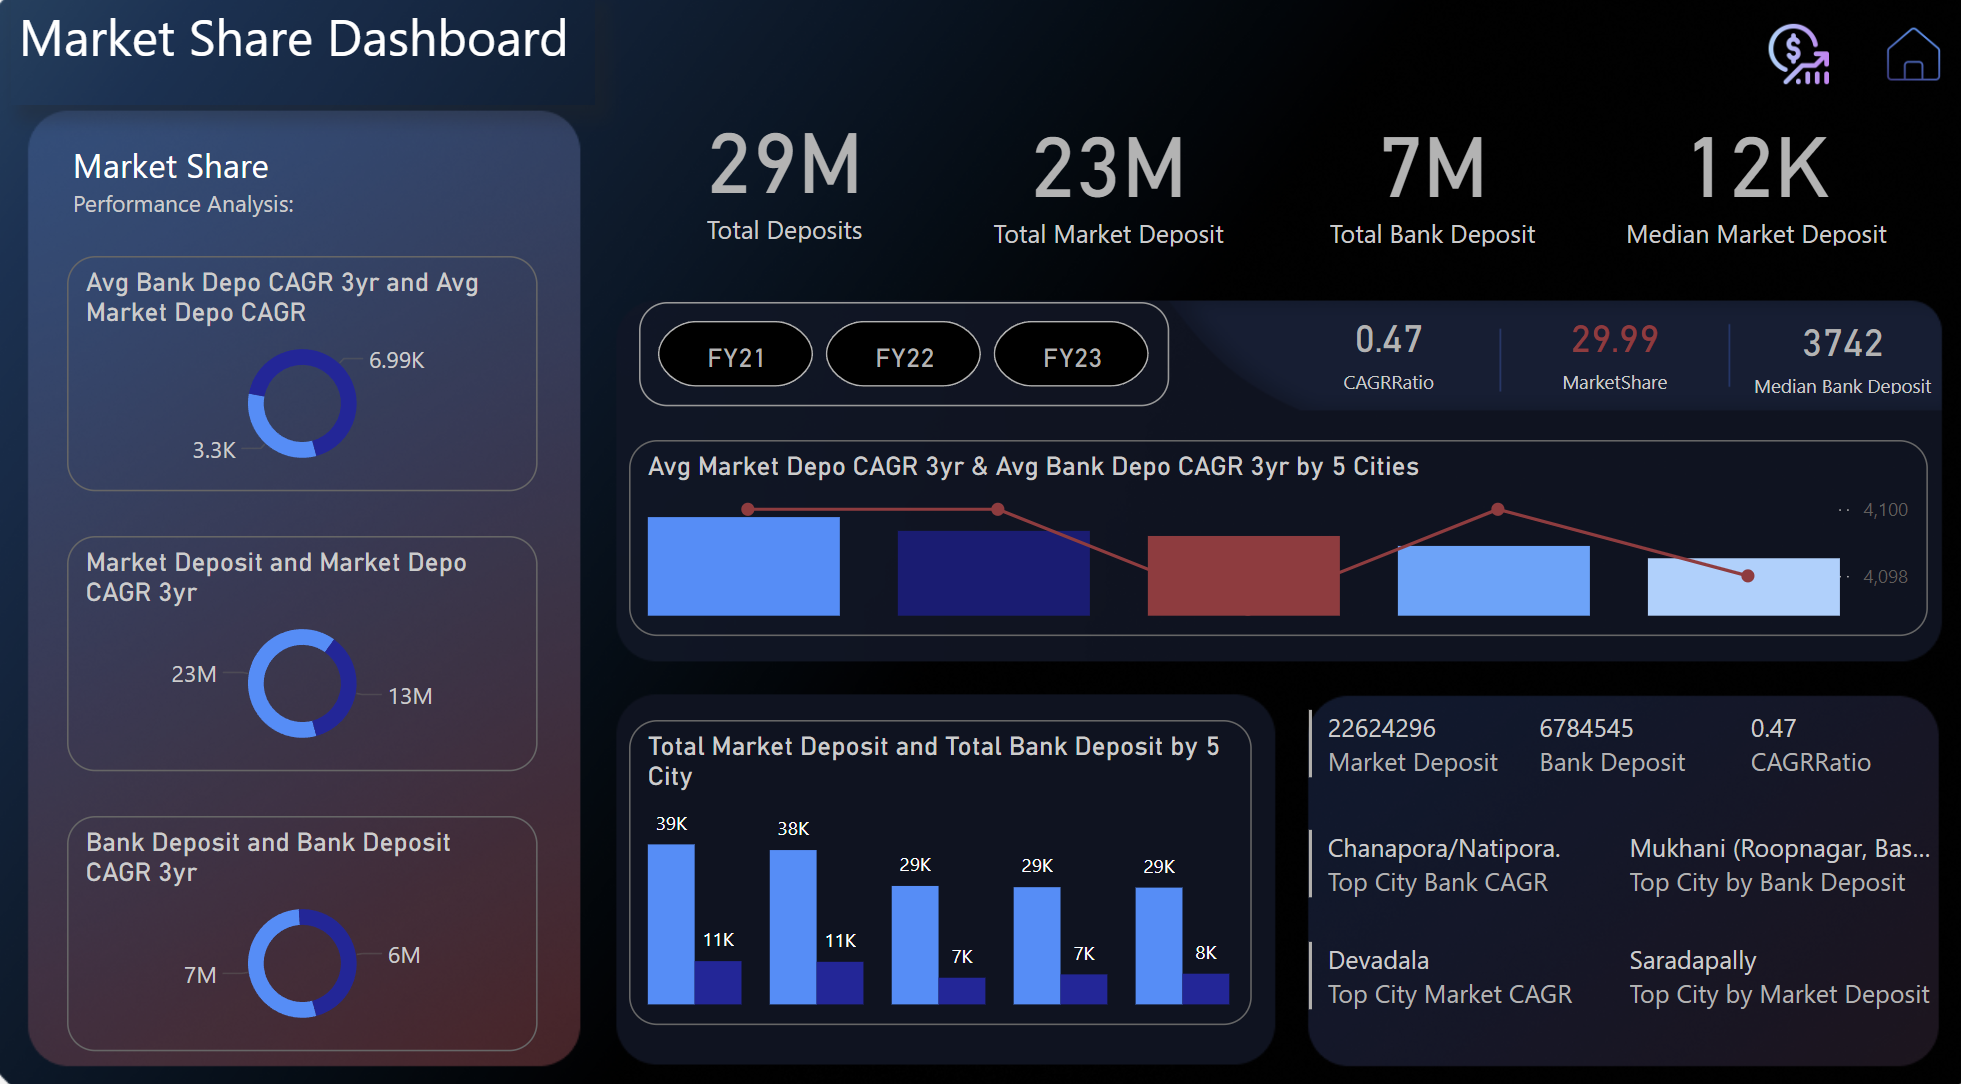 Market Share Dashboard
Market Share
Performance Analysis:
Avg Bank Depo CAGR 3yr and Avg
Market Depo CAGR
6.99K
3.3K
Market Deposit and Market Depo
CAGR 3yr
23M
13M
Bank Deposit and Bank Deposit
CAGR 3yr
7M
6M
29M
Total Deposits
23M
Total Market Deposit
7M
Total Bank Deposit
12K
Median Market Deposit
FY21
FY22
FY23
0.47
CAGRRatio
29.99
MarketShare
3742
Median Bank Deposit
Avg Market Depo CAGR 3yr & Avg Bank Depo CAGR 3yr by 5 Cities
4,100
4,098
Total Market Deposit and Total Bank Deposit by 5
City
39K
11K
38K
11K
29K
7K
29K
7K
29K
8K
22624296
Market Deposit
6784545
Bank Deposit
0.47
CAGRRatio
Chanapora/Natipora.
Top City Bank CAGR
Mukhani (Roopnagar, Bas...
Top City by Bank Deposit
Devadala
Top City Market CAGR
Saradapally
Top City by Market Deposit